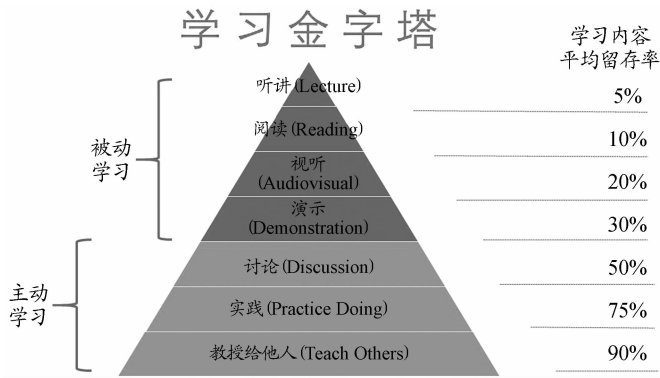 学习金字塔
学习内容
平均留存率
听讲(Lecture)
5%
阅读(Reading)
10%
被动
学习
视听
(Audiovisual)
20%
演示
(Demonstration)
30%
讨论(Discussion)
50%
主动
学习
实践(Practice Doing)
75%
教授给他人(Teach Others)
90%